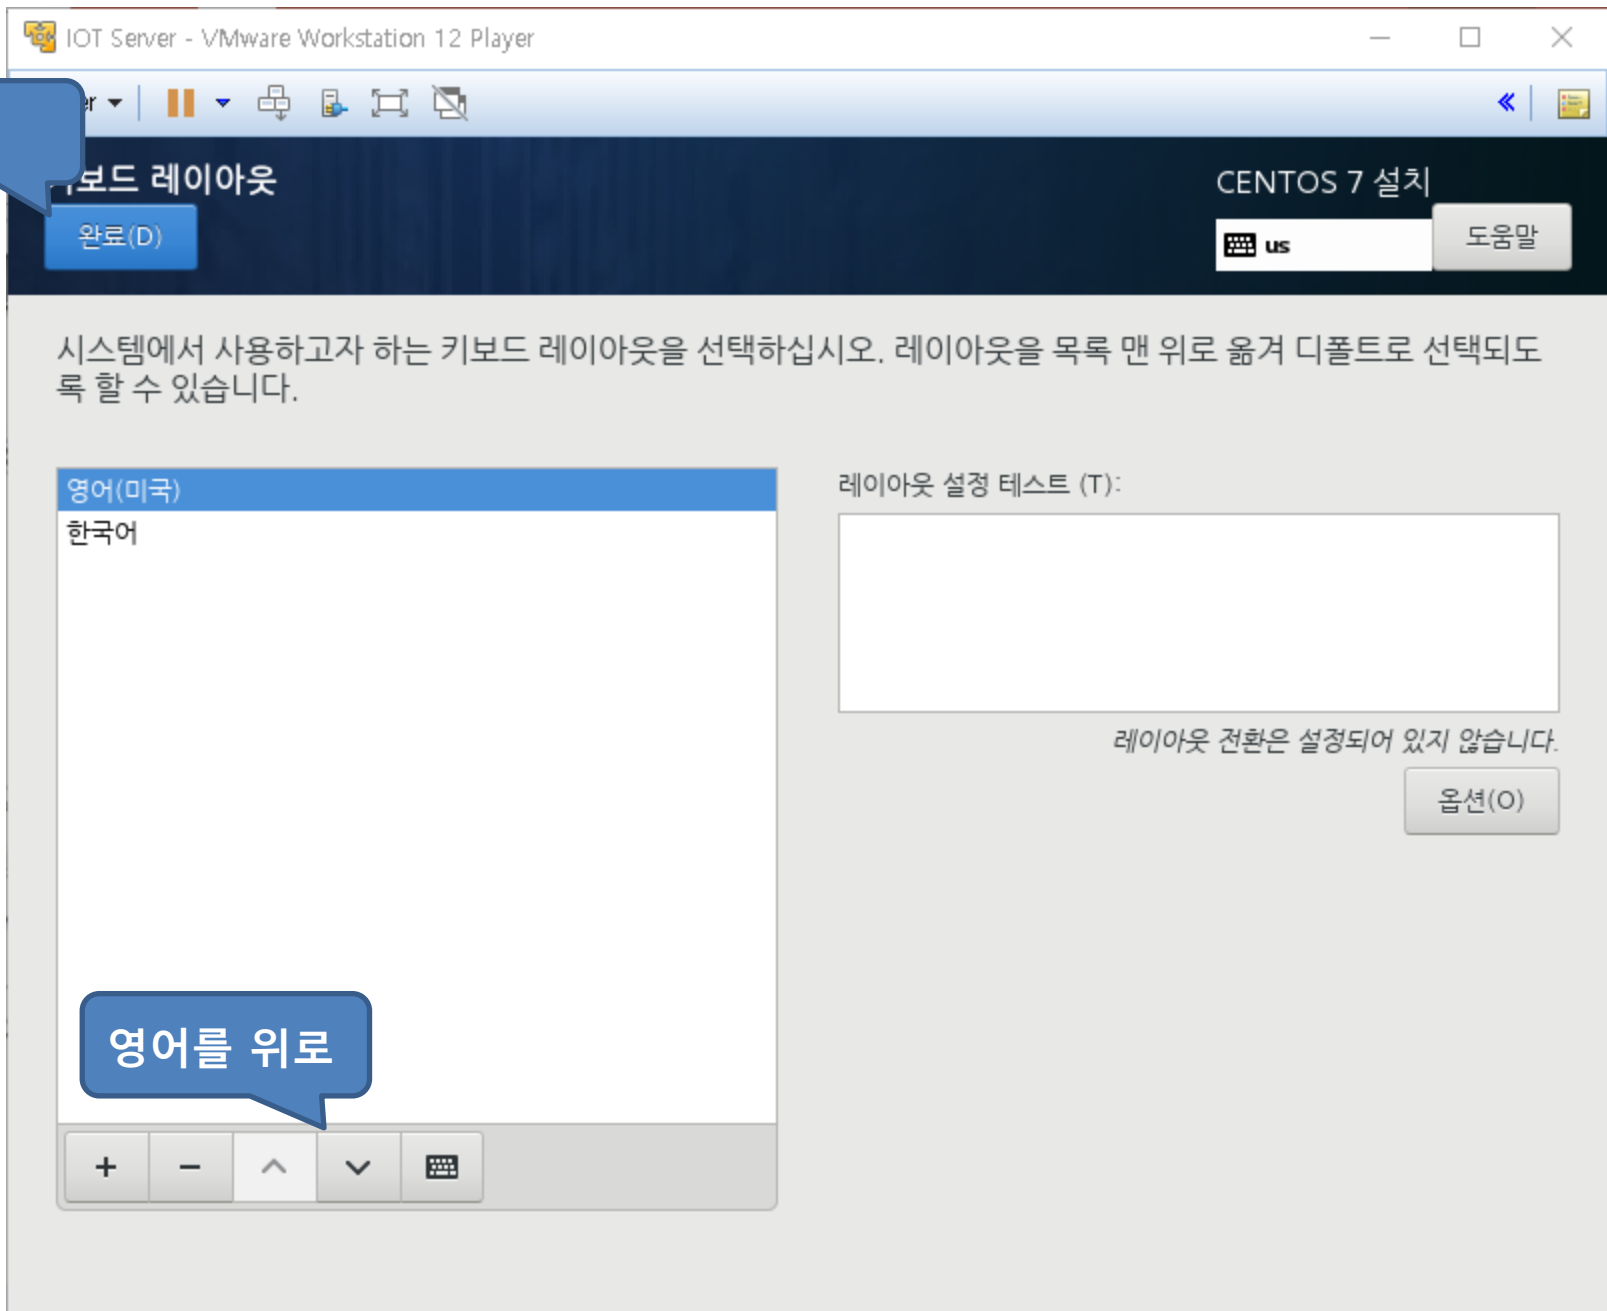 IOT Server - VMware Workstation 12 Player
키보드 레이아웃
CENTOS 7 설치
완료(D)
us
도움말
시스템에서 사용하고자 하는 키보드 레이아웃을 선택하십시오. 레이아웃을 목록 맨 위로 옮겨 디폴트로 선택되도
록 할 수 있습니다.
영어(미국)
한국어
레이아웃 설정 테스트 (T):
레이아웃 전환은 설정되어 있지 않습니다.
옵션(O)
영어를 위로